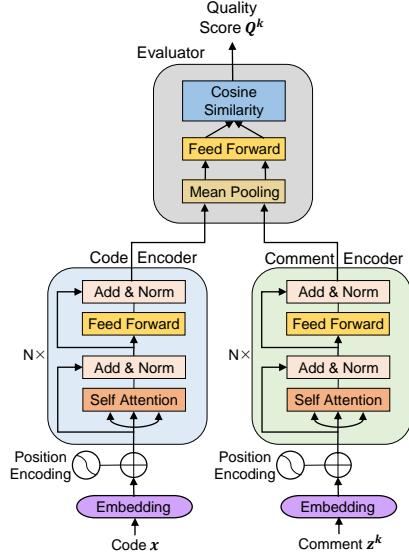 Quality
Score Q^k
Evaluator
Cosine
Similarity
Feed Forward
Mean Pooling
Code Encoder
Add & Norm
Feed Forward
N×
Add & Norm
Self Attention
Position
Encoding
Embedding
Code x
Comment Encoder
Add & Norm
Feed Forward
N×
Add & Norm
Self Attention
Position
Encoding
Embedding
Comment z^k